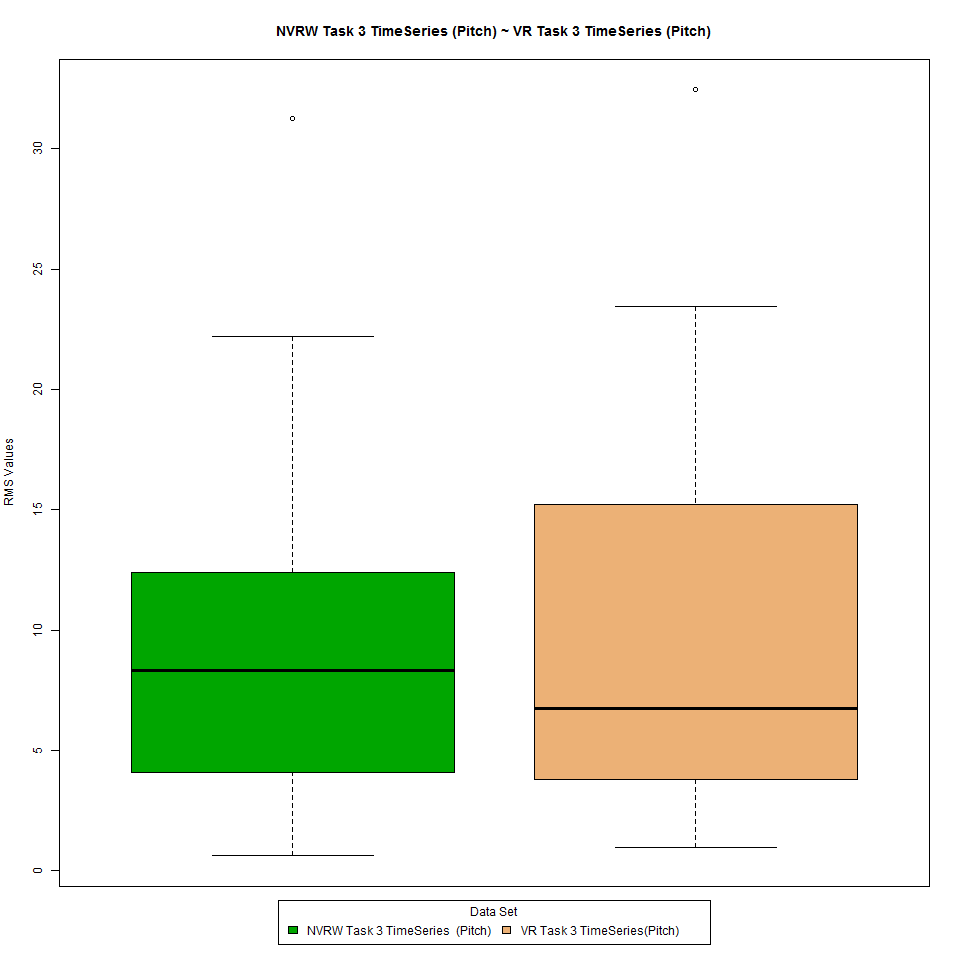 NVRW Task 3 TimeSeries (Pitch) ~ VR Task 3 TimeSeries (Pitch)
RMS Values
30
25
20
15
10
5
0
Data Set
NVRW Task 3 TimeSeries  (Pitch) VR Task 3 TimeSeries(Pitch)